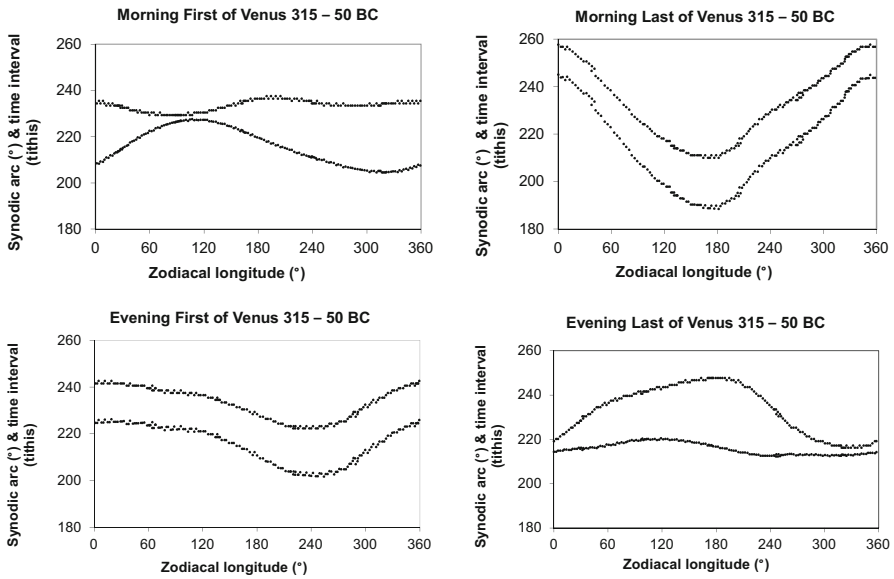 Morning First of Venus 315 – 50 BC
Synodic arc (°) & time interval
(tithis)
260
240
220
200
180
0 60 120 180 240 300 360
Zodiacal longitude (°)
Morning Last of Venus 315 – 50 BC
Synodic arc (°) & time interval
(tithis)
260
240
220
200
180
0 60 120 180 240 300 360
Zodiacal longitude (°)
Evening First of Venus 315 – 50 BC
Synodic arc (°) & time interval
(tithis)
260
240
220
200
180
0 60 120 180 240 300 360
Zodiacal longitude (°)
Evening Last of Venus 315 – 50 BC
Synodic arc (°) & time interval
(tithis)
260
240
220
200
180
0 60 120 180 240 300 360
Zodiacal longitude (°)